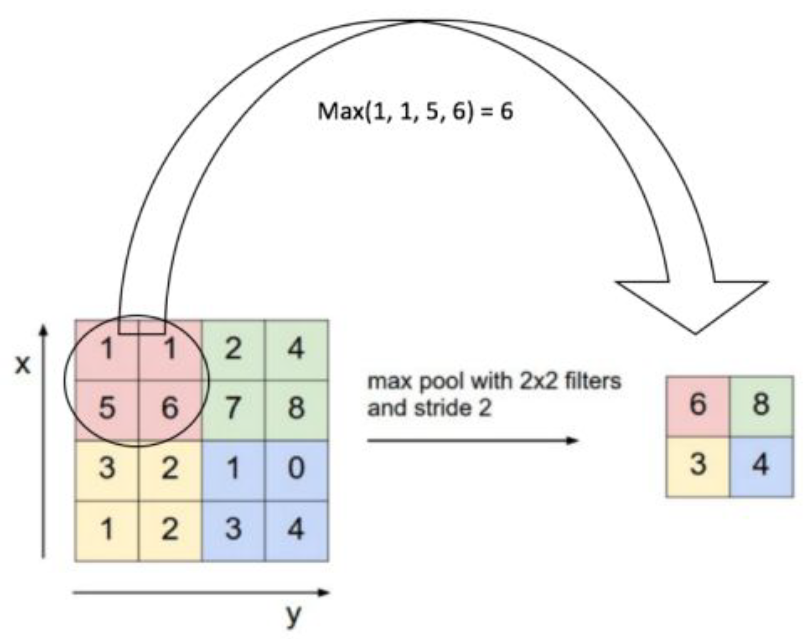 Max(1, 1, 5, 6) = 6
x
1 1 2 4
5 6 7 8
3 2 1 0
1 2 3 4
y
max pool with 2x2 filters
and stride 2
6 8
3 4